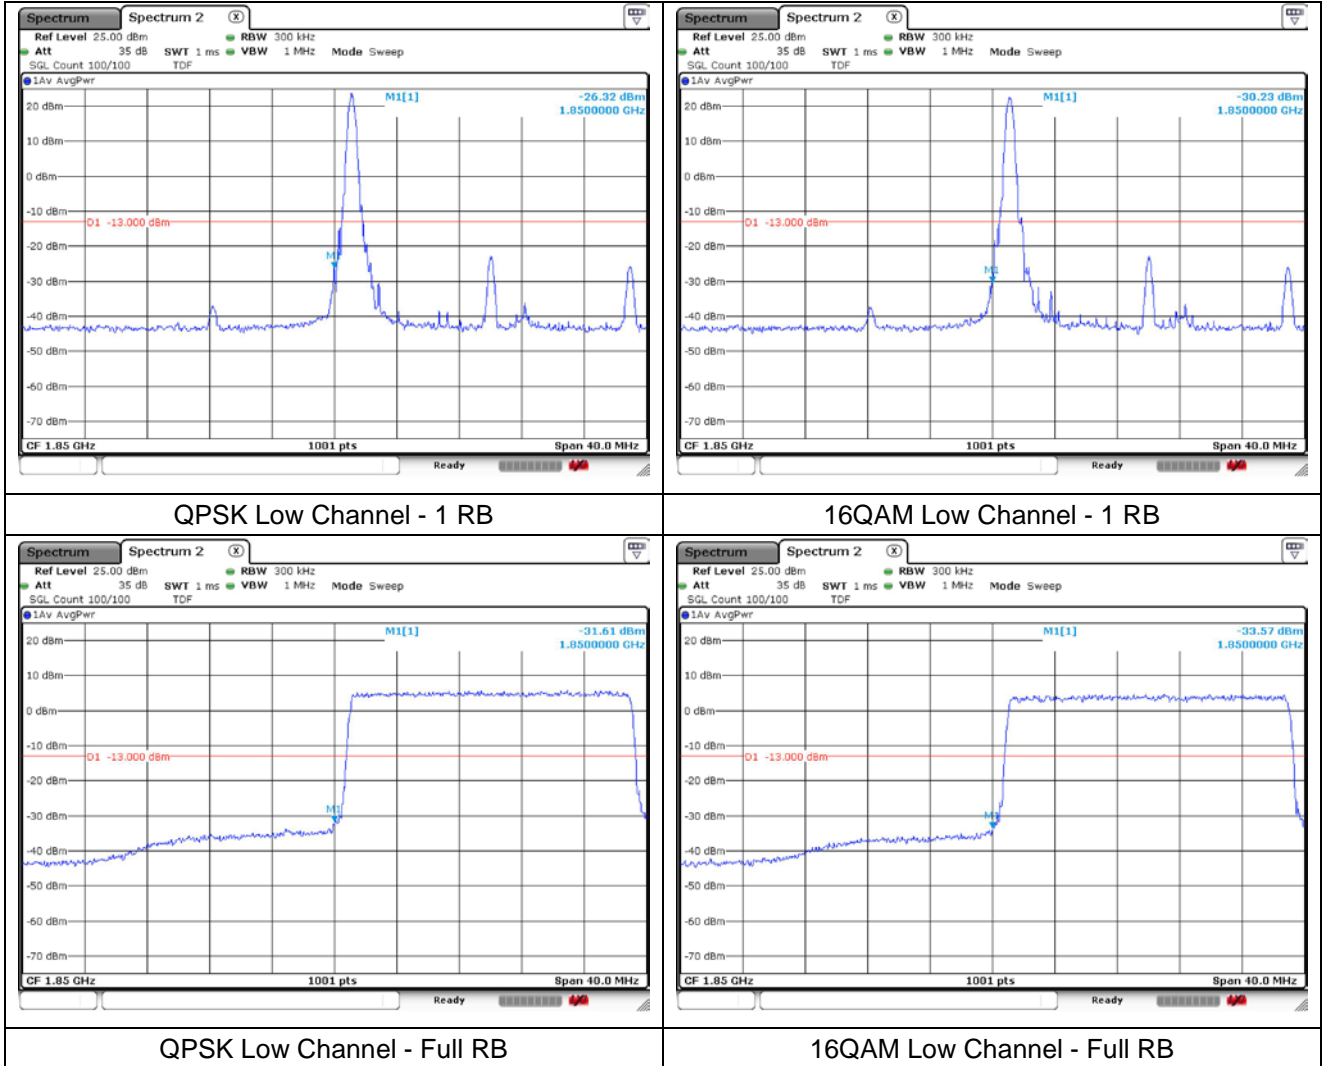 Spectrum Spectrum 2 X
Ref Level 25.00 dBm RBW 300 kHz
Att 35 dB SWT 1 ms VBW 1 MHz Mode Sweep
SGL Count 100/100 TDF
1Av AvgPwr
M1[1] -26.32 dBm
1.8500000 GHz
20 dBm
10 dBm
0 dBm
-10 dBm
D1 -13.000 dBm
-20 dBm
M1
-30 dBm
-40 dBm
-50 dBm
-60 dBm
-70 dBm
CF 1.85 GHz 1001 pts Span 40.0 MHz
Ready
Spectrum Spectrum 2 X
Ref Level 25.00 dBm RBW 300 kHz
Att 35 dB SWT 1 ms VBW 1 MHz Mode Sweep
SGL Count 100/100 TDF
1Av AvgPwr
M1[1] -30.23 dBm
1.8500000 GHz
20 dBm
10 dBm
0 dBm
-10 dBm
D1 -13.000 dBm
-20 dBm
M1
-30 dBm
-40 dBm
-50 dBm
-60 dBm
-70 dBm
CF 1.85 GHz 1001 pts Span 40.0 MHz
Ready
QPSK Low Channel - 1 RB
16QAM Low Channel - 1 RB
Spectrum Spectrum 2 X
Ref Level 25.00 dBm RBW 300 kHz
Att 35 dB SWT 1 ms VBW 1 MHz Mode Sweep
SGL Count 100/100 TDF
1Av AvgPwr
M1[1] -31.61 dBm
1.8500000 GHz
20 dBm
10 dBm
0 dBm
-10 dBm
D1 -13.000 dBm
-20 dBm
M1
-30 dBm
-40 dBm
-50 dBm
-60 dBm
-70 dBm
CF 1.85 GHz 1001 pts Span 40.0 MHz
Ready
Spectrum Spectrum 2 X
Ref Level 25.00 dBm RBW 300 kHz
Att 35 dB SWT 1 ms VBW 1 MHz Mode Sweep
SGL Count 100/100 TDF
1Av AvgPwr
M1[1] -33.57 dBm
1.8500000 GHz
20 dBm
10 dBm
0 dBm
-10 dBm
D1 -13.000 dBm
-20 dBm
M1
-30 dBm
-40 dBm
-50 dBm
-60 dBm
-70 dBm
CF 1.85 GHz 1001 pts Span 40.0 MHz
Ready
QPSK Low Channel - Full RB
16QAM Low Channel - Full RB